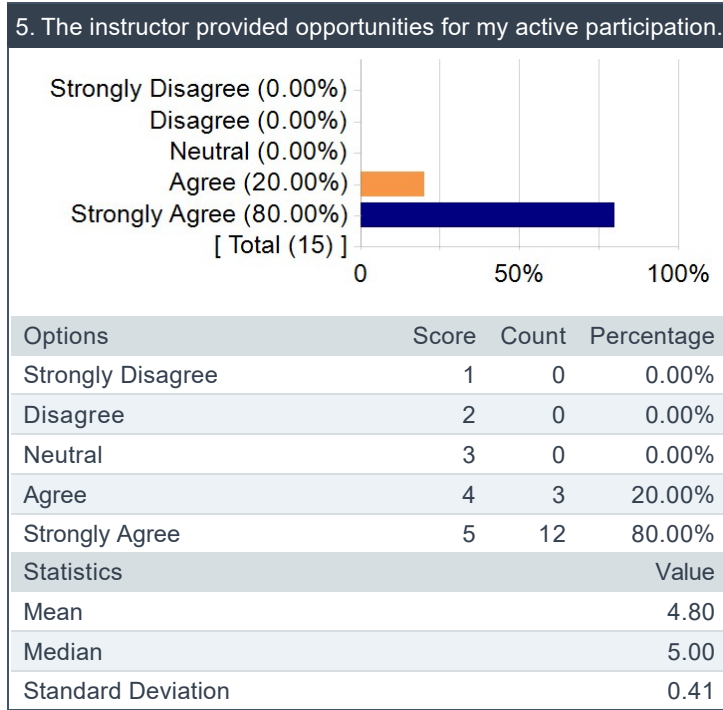 5. The instructor provided opportunities for my active participation.
Strongly Disagree (0.00%)
Disagree (0.00%)
Neutral (0.00%)
Agree (20.00%)
Strongly Agree (80.00%)
[ Total (15) ]
0 50% 100%
Options Score Count Percentage
Strongly Disagree 1 0 0.00%
Disagree 2 0 0.00%
Neutral 3 0 0.00%
Agree 4 3 20.00%
Strongly Agree 5 12 80.00%
Statistics Value
Mean 4.80
Median 5.00
Standard Deviation 0.41